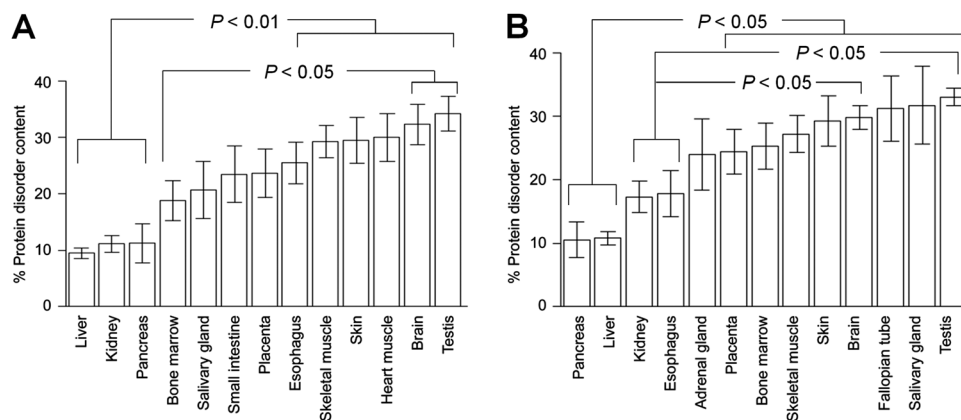 A
P < 0.01
P < 0.05
% Protein disorder content
40
30
20
10
0
Liver
Kidney
Pancreas
Bone marrow
Salivary gland
Small intestine
Placenta
Esophagus
Skeletal muscle
Skin
Heart muscle
Brain
Testis
B
P < 0.05
P < 0.05
P < 0.05
% Protein disorder content
40
30
20
10
0
Pancreas
Liver
Kidney
Esophagus
Adrenal gland
Placenta
Bone marrow
Skeletal muscle
Skin
Brain
Fallopian tube
Salivary gland
Testis